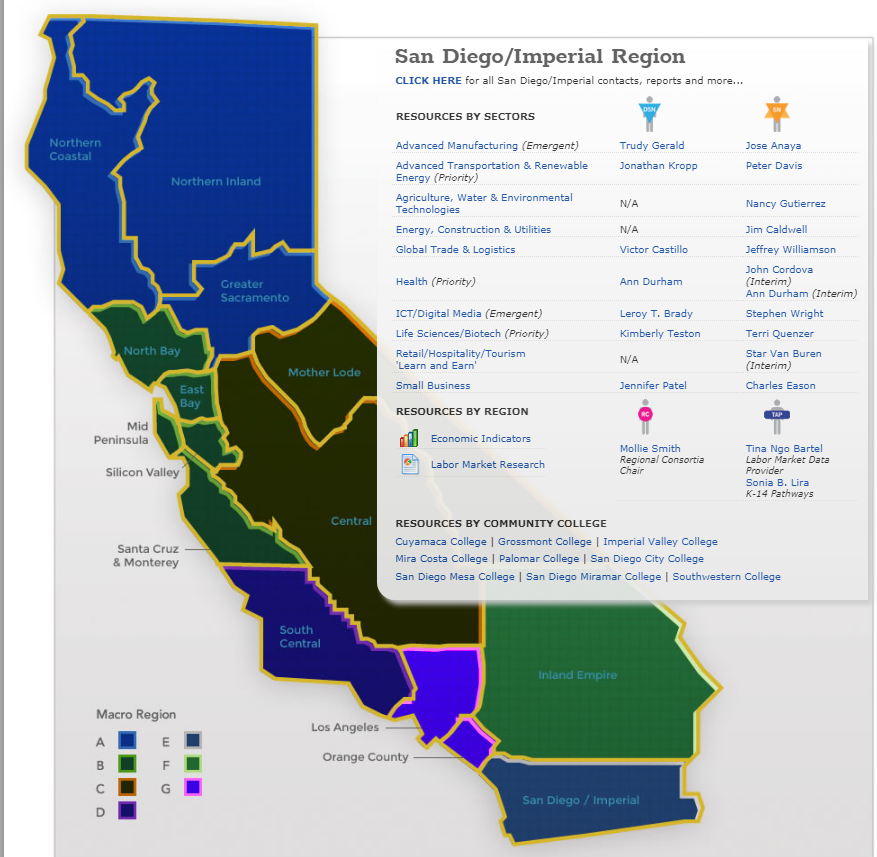 San Diego/Imperial Region
CLICK HERE for all San Diego/Imperial contacts, reports and more...
RESOURCES BY SECTORS
DSN
SN
Advanced Manufacturing (Emergent) Trudy Gerald Jose Anaya
Advanced Transportation & Renewable
Energy (Priority)
Jonathan Kropp
Peter Davis
Agriculture, Water & Environmental
Technologies
N/A
Nancy Gutierrez
Energy, Construction & Utilities N/A Jim Caldwell
Global Trade & Logistics Victor Castillo Jeffrey Williamson
Health (Priority)
Ann Durham
John Cordova
(Interim)
Ann Durham (Interim)
ICT/Digital Media (Emergent) Leroy T. Brady Stephen Wright
Life Sciences/Biotech (Priority) Kimberly Teston Terri Quenzer
Retail/Hospitality/Tourism
'Learn and Earn'
N/A
Star Van Buren
(Interim)
Small Business Jennifer Patel Charles Eason
RESOURCES BY REGION
RC
TAP
Economic Indicators
Labor Market Research
Mollie Smith
Regional Consortia
Chair
Tina Ngo Bartel
Labor Market Data
Provider
Sonia B. Lira
K-14 Pathways
RESOURCES BY COMMUNITY COLLEGE
Cuyamaca College | Grossmont College | Imperial Valley College
Mira Costa College | Palomar College | San Diego City College
San Diego Mesa College | San Diego Miramar College | Southwestern College
Northern
Coastal
Northern Inland
Greater
Sacramento
North Bay
East
Bay
Mother Lode
Mid
Peninsula
Silicon Valley
Central
Santa Cruz
& Monterey
South
Central
Inland Empire
Los Angeles
Orange County
San Diego / Imperial
Macro Region
A E
B F
C G
D